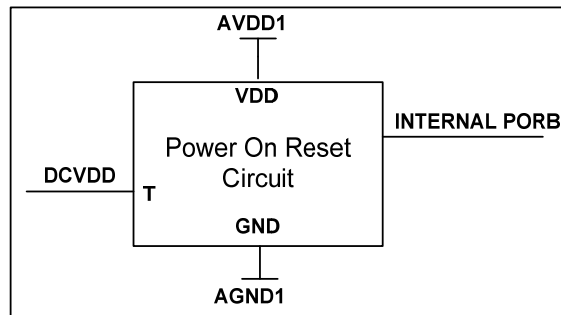 AVDD1
VDD
INTERNAL PORB
Power On Reset
Circuit
DCVDD
T
GND
AGND1